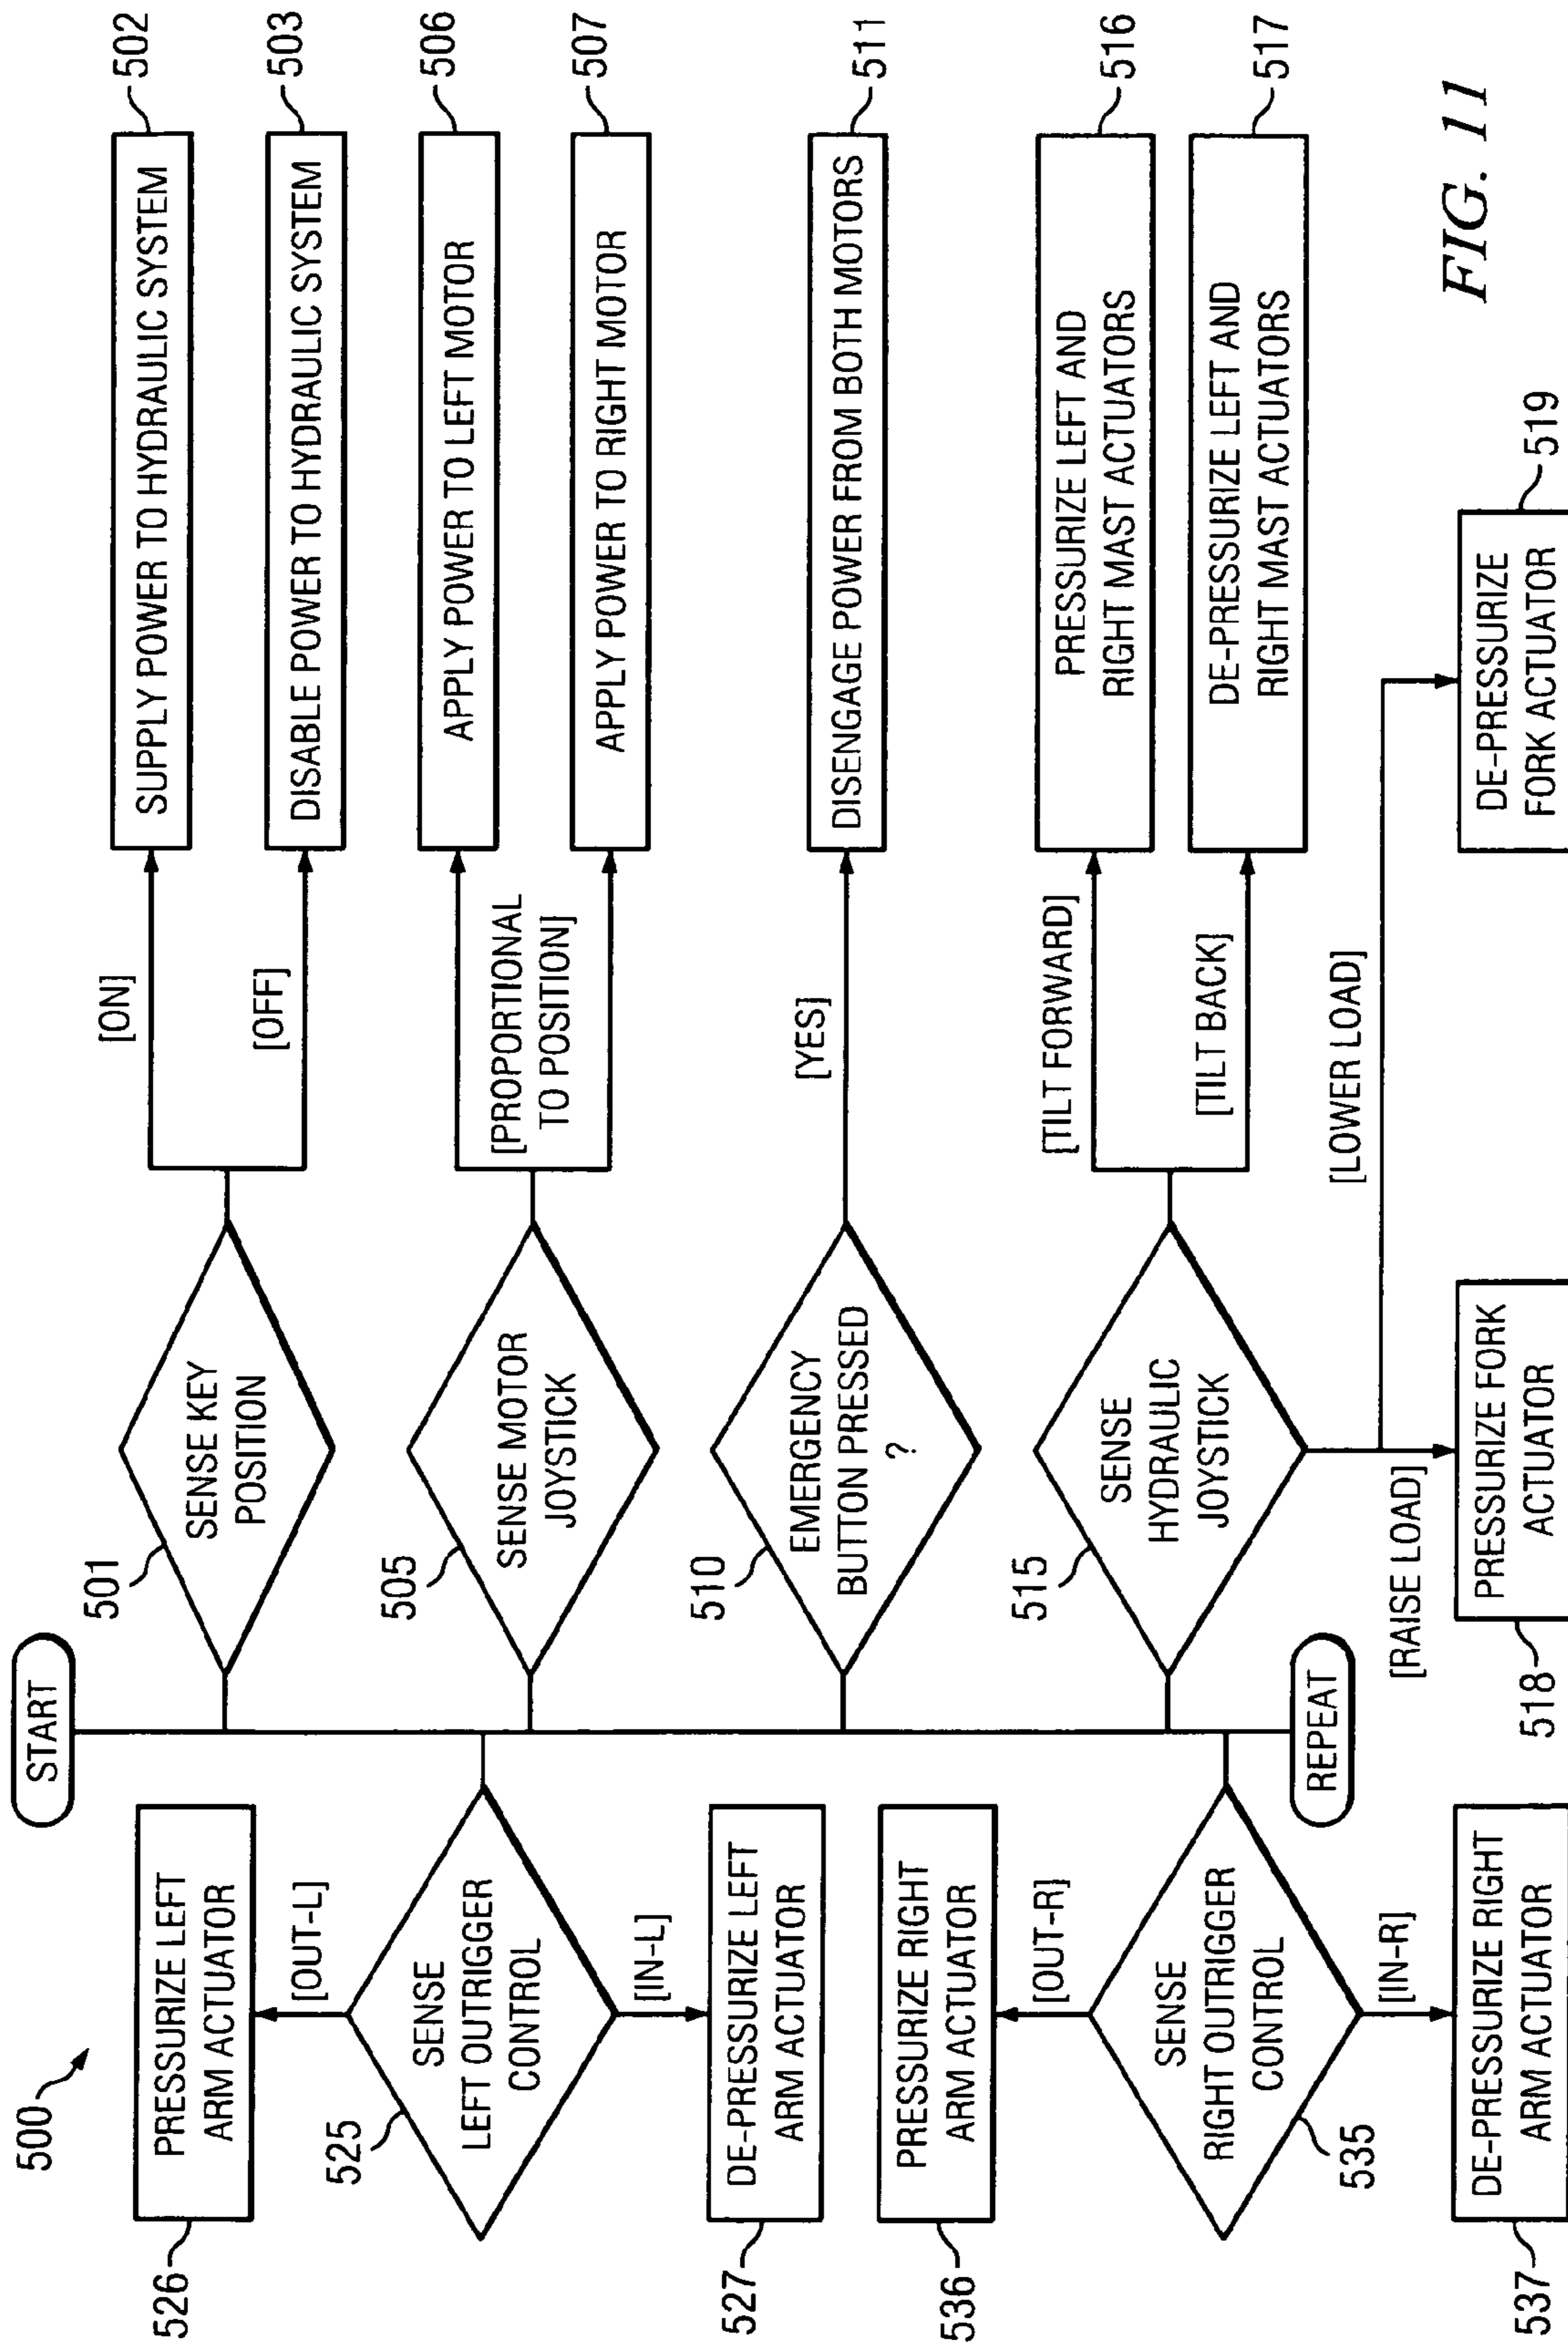 500
START
526
PRESSURIZE LEFT
ARM ACTUATOR
[OUT-L]
525
SENSE
LEFT OUTRIGGER
CONTROL
[IN-L]
527
DE-PRESSURIZE LEFT
ARM ACTUATOR
536
PRESSURIZE RIGHT
ARM ACTUATOR
[OUT-R]
SENSE
RIGHT OUTRIGGER
CONTROL
535
[IN-R]
537
DE-PRESSURIZE RIGHT
ARM ACTUATOR
REPEAT
501
SENSE KEY
POSITION
[ON]
SUPPLY POWER TO HYDRAULIC SYSTEM
502
[OFF]
DISABLE POWER TO HYDRAULIC SYSTEM
503
505
SENSE MOTOR
JOYSTICK
[PROPORTIONAL
TO POSITION]
APPLY POWER TO LEFT MOTOR
506
APPLY POWER TO RIGHT MOTOR
507
510
EMERGENCY
BUTTON PRESSED
?
[YES]
DISENGAGE POWER FROM BOTH MOTORS
511
515
SENSE
HYDRAULIC
JOYSTICK
[TILT FORWARD]
PRESSURIZE LEFT AND
RIGHT MAST ACTUATORS
516
[TILT BACK]
DE-PRESSURIZE LEFT AND
RIGHT MAST ACTUATORS
517
[RAISE LOAD]
518
PRESSURIZE FORK
ACTUATOR
[LOWER LOAD]
DE-PRESSURIZE
FORK ACTUATOR
519
FIG. 11